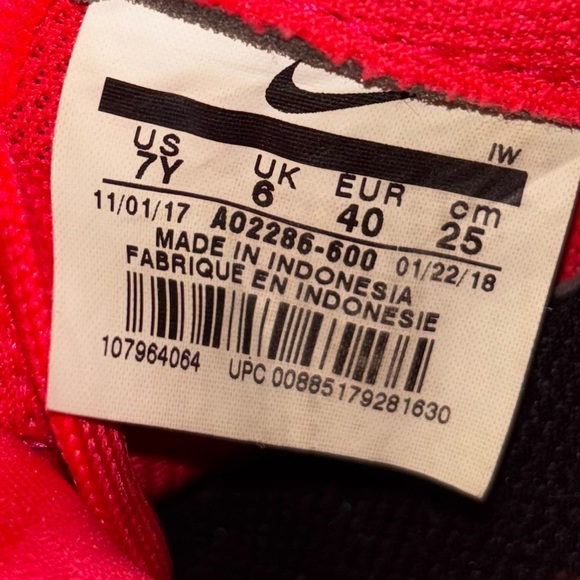 IW
US UK EUR cm
7Y 6 40 25
11/01/17 AO2286-600 01/22/18
MADE IN INDONESIA
FABRIQUE EN INDONESIE
107964064 UPC 00885179281630